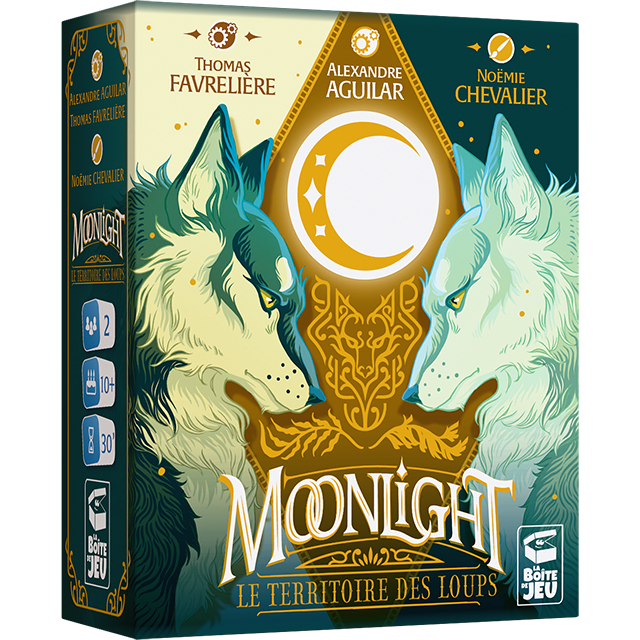 THOMAS
FAVRELIÈRE
ALEXANDRE
AGUILAR
NOËMIE
CHEVALIER
MOONLIGHT
LE TERRITOIRE DES LOUPS
LA
BOÎTE
DE JEU
ALEXANDRE AGUILAR
THOMAS FAVRELIÈRE
NOËMIE CHEVALIER
MOONLIGHT
LE TERRITOIRE DES LOUPS
2
10+
30'
LA
BOÎTE
DE JEU